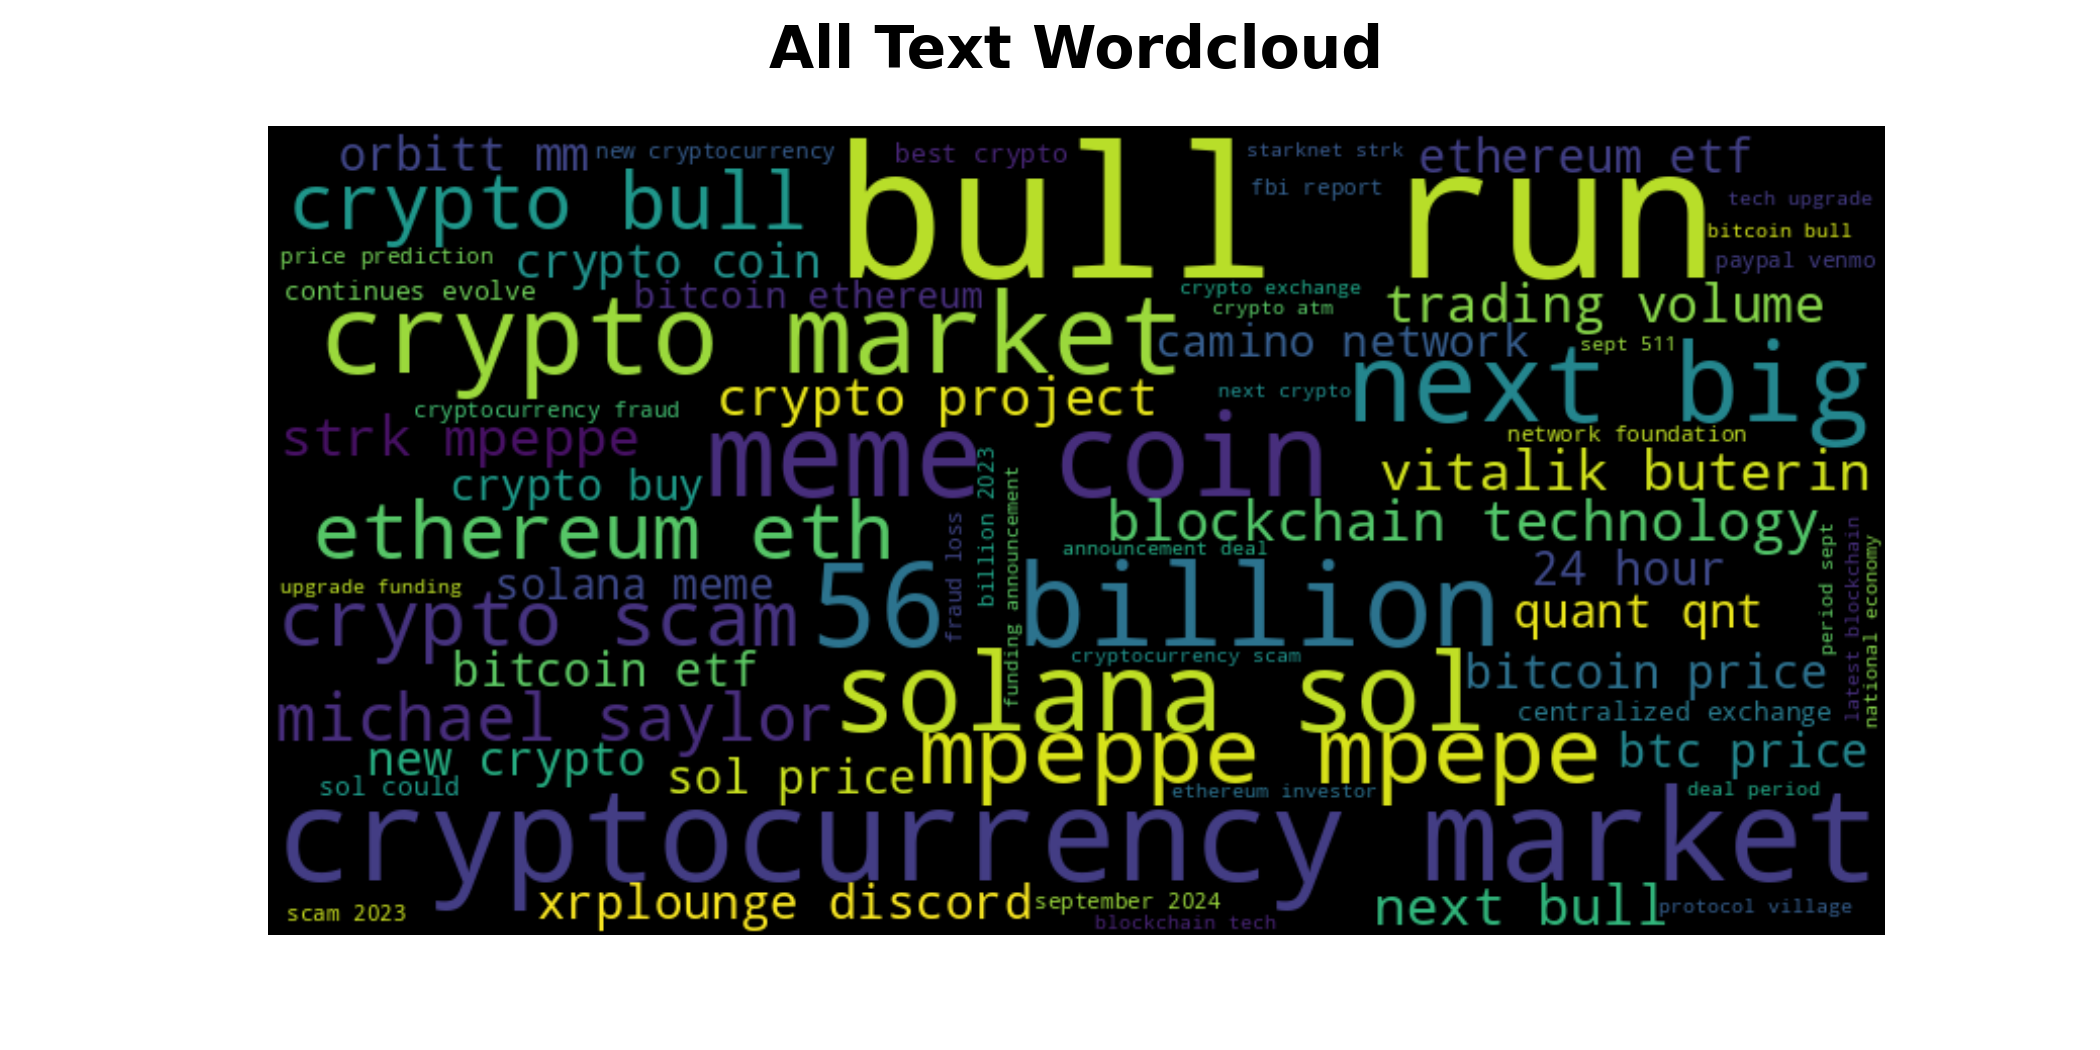 All Text Wordcloud
orbitt mm
new cryptocurrency
best crypto
starknet strk
ethereum etf
fbi report
crypto bull
bull run
tech upgrade
bitcoin bull
price prediction
crypto coin
paypal venmo
continues evolve
bitcoin ethereum
crypto exchange
crypto atm
trading volume
crypto market
camino network
sept 511
next big
crypto project
next crypto
cryptocurrency fraud
strk mpeppe
meme coin
network foundation
vitalik buterin
crypto buy
billion 2023
funding announcement
fraud loss
ethereum eth
blockchain technology
announcement deal
period sept
latest blockchain
national economy
upgrade funding
solana meme
24 hour
crypto scam
56 billion
quant qnt
bitcoin etf
cryptocurrency scam
solana sol
bitcoin price
michael saylor
centralized exchange
new crypto
mpeppe mpepe
btc price
sol could
sol price
ethereum investor
deal period
cryptocurrency market
scam 2023
xrplounge discord
september 2024
blockchain tech
next bull
protocol village